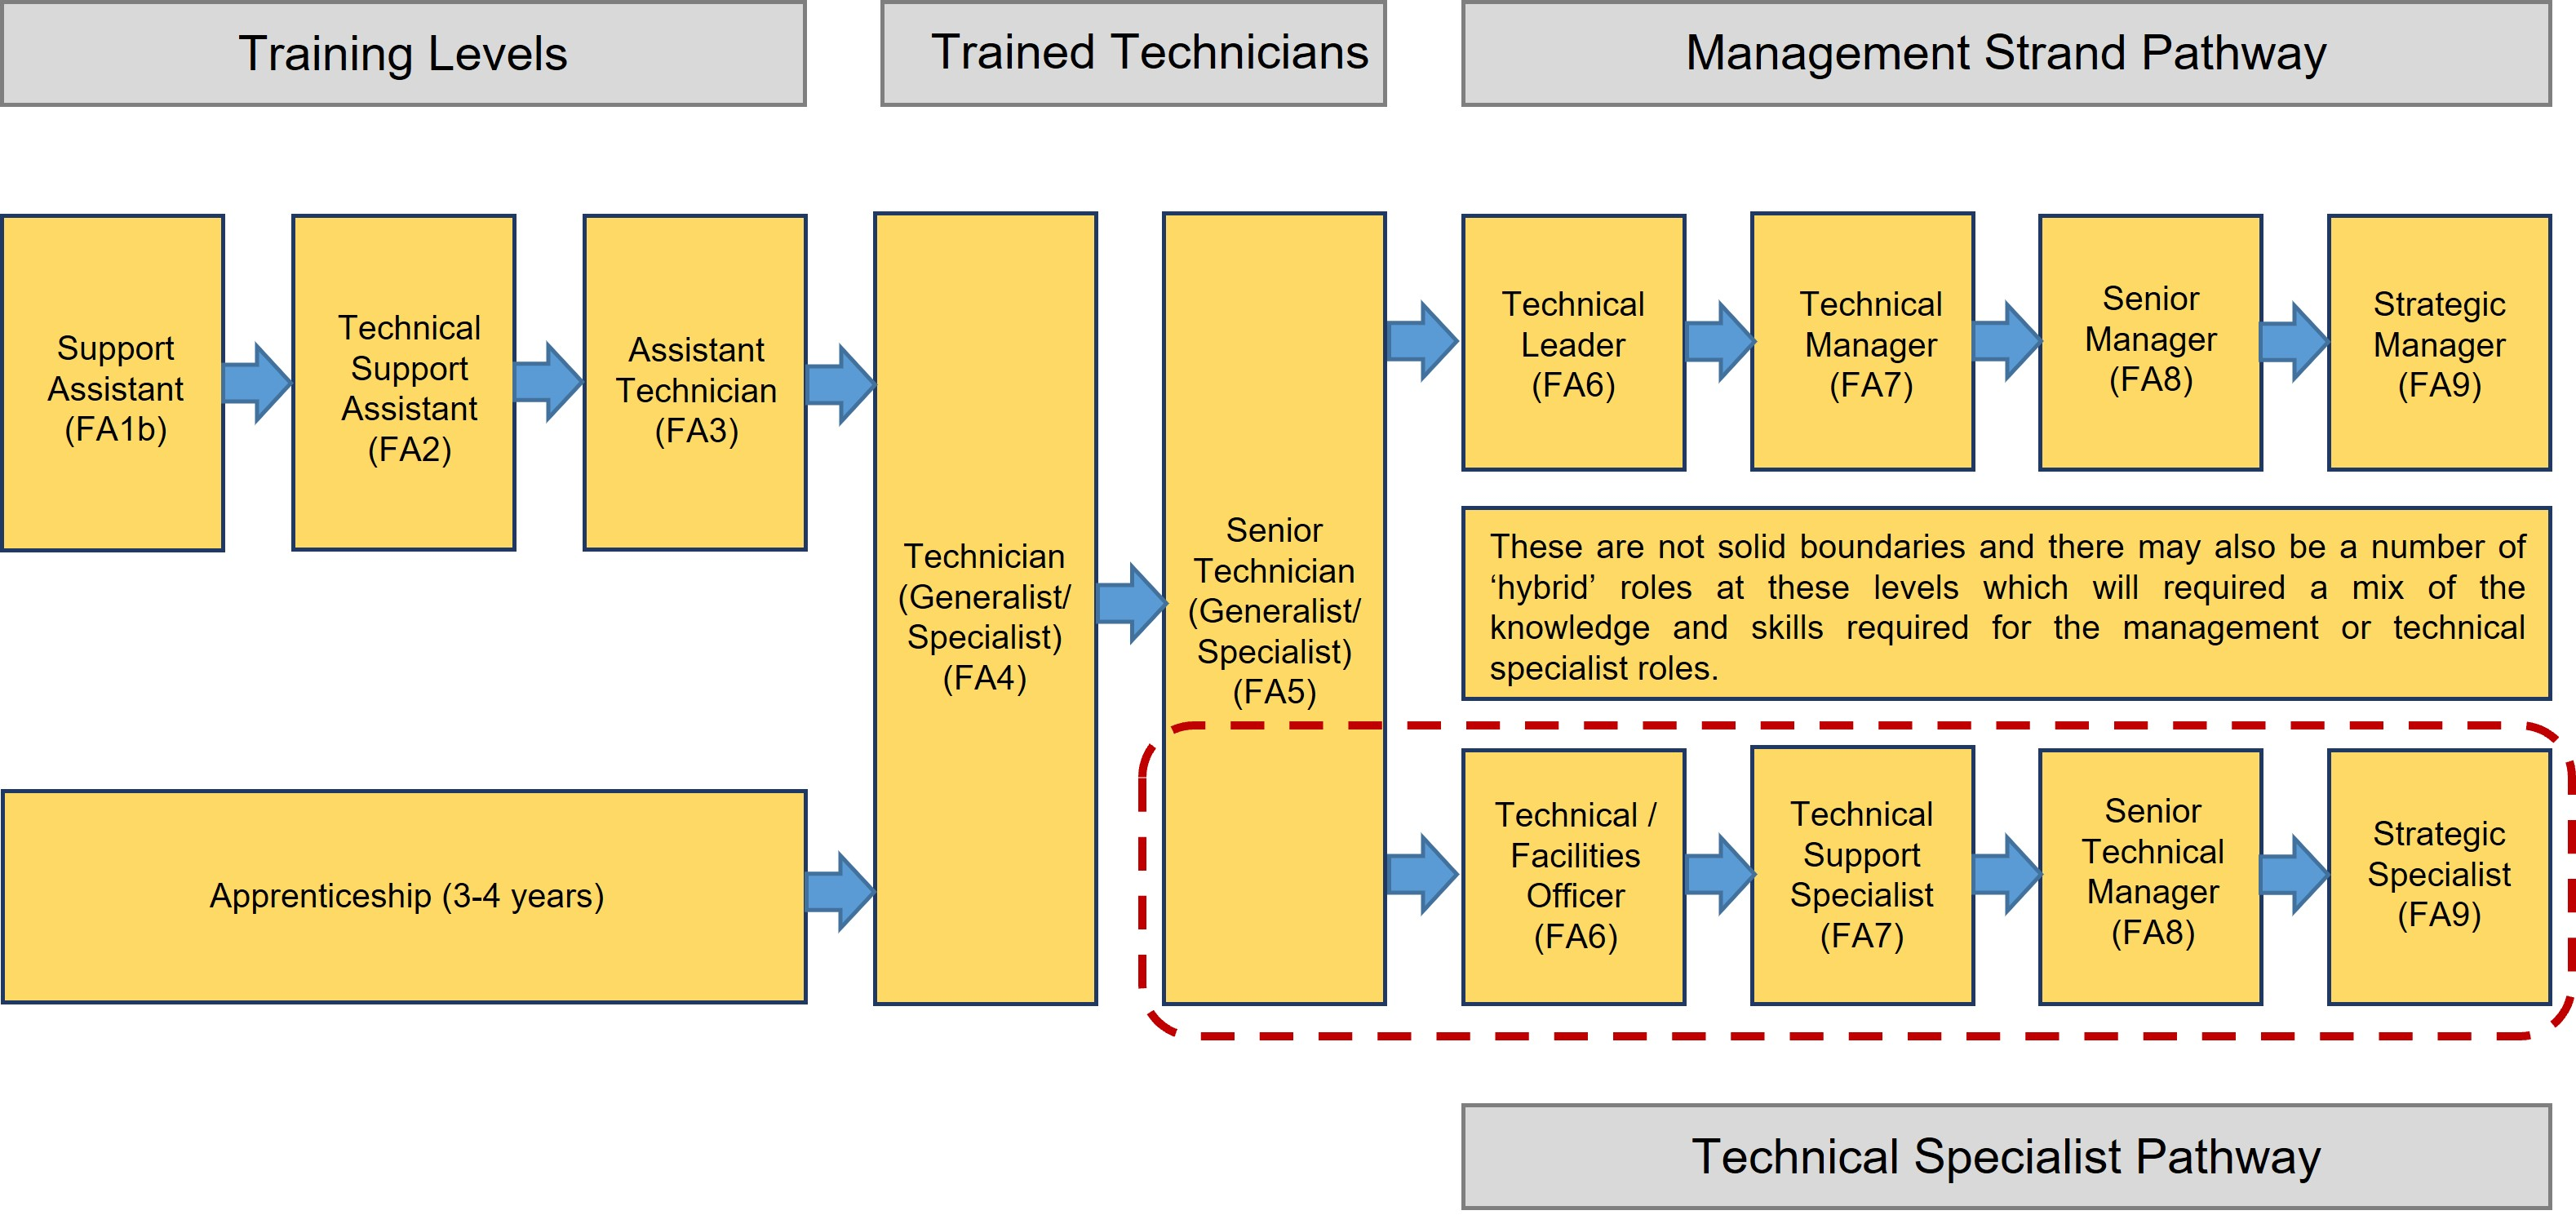 Training Levels
Trained Technicians
Management Strand Pathway
Support
Assistant
(FA1b)
Technical
Support
Assistant
(FA2)
Assistant
Technician
(FA3)
Technician
(Generalist/
Specialist)
(FA4)
Senior
Technician
(Generalist/
Specialist)
(FA5)
Technical
Leader
(FA6)
Technical
Manager
(FA7)
Senior
Manager
(FA8)
Strategic
Manager
(FA9)
These are not solid boundaries and there may also be a number of
‘hybrid’ roles at these levels which will required a mix of the
knowledge and skills required for the management or technical
specialist roles.
Apprenticeship (3-4 years)
Technical /
Facilities
Officer
(FA6)
Technical
Support
Specialist
(FA7)
Senior
Technical
Manager
(FA8)
Strategic
Specialist
(FA9)
Technical Specialist Pathway